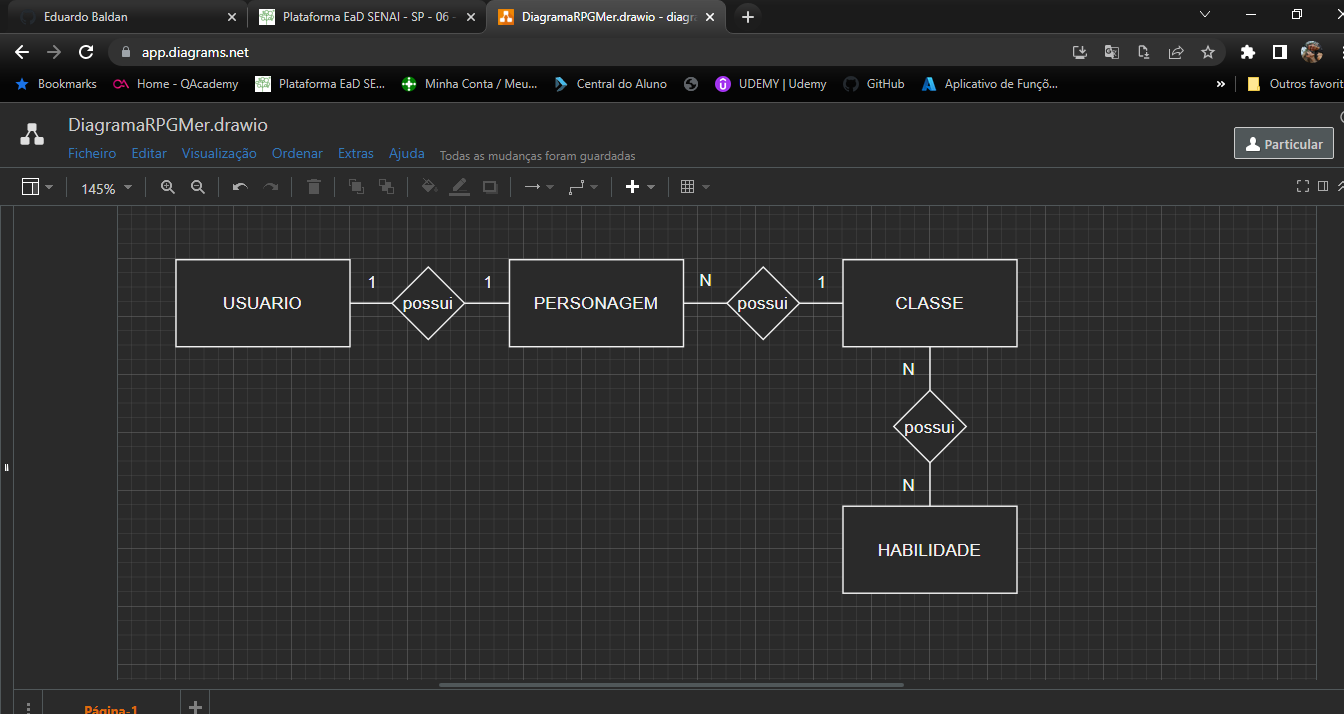 Eduardo Baldan
Plataforma EaD SENAI - SP - 06 -
DiagramaRPGMer.drawio - diagra
app.diagrams.net
Bookmarks
Home - QAcademy
Plataforma EaD SE...
Minha Conta / Meu...
Central do Aluno
UDEMY | Udemy
GitHub
Aplicativo de Funçõ...
»
Outros favorit
DiagramaRPGMer.drawio
Ficheiro Editar Visualização Ordenar Extras Ajuda Todas as mudanças foram guardadas
Particular
145%
USUARIO
1
possui
1
PERSONAGEM
N
possui
1
CLASSE
N
possui
N
HABILIDADE
Página-1